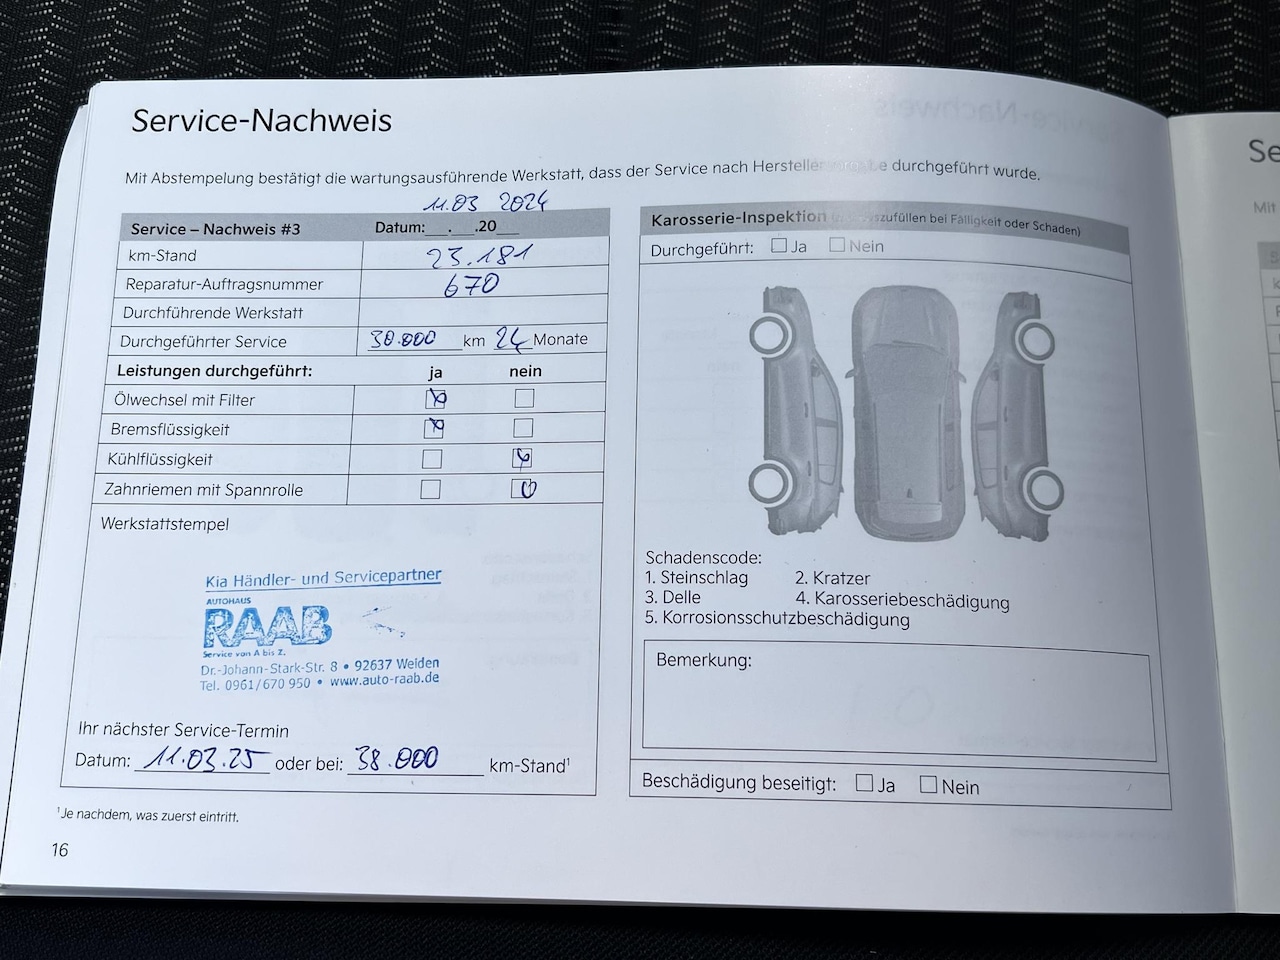 Service-Nachweis
Mit Abstempelung bestätigt die wartungsausführende Werkstatt, dass der Service nach Herstellervorgabe durchgeführt wurde.
11.03 2024
Service – Nachweis #3 Datum:__.__.20__
km-Stand 23.181
Reparatur-Auftragsnummer 670
Durchführende Werkstatt
Durchgeführter Service 30.000 km 24 Monate
Leistungen durchgeführt: ja nein
Ölwechsel mit Filter
Bremsflüssigkeit
Kühlflüssigkeit
Zahnriemen mit Spannrolle
Werkstattstempel
Kia Händler- und Servicepartner
AUTOHAUS
RAAB
Service von A bis Z.
Dr.-Johann-Stark-Str. 8 • 92637 Weiden
Tel. 0961/670 950 • www.auto-raab.de
Ihr nächster Service-Termin
Datum: 11.03.25 oder bei: 38.000 km-Stand¹
¹Je nachdem, was zuerst eintritt.
16
Karosserie-Inspektion auszufüllen bei Fälligkeit oder Schaden)
Durchgeführt: Ja Nein
Schadenscode:
1. Steinschlag 2. Kratzer
3. Delle 4. Karosseriebeschädigung
5. Korrosionsschutzbeschädigung
Bemerkung:
Beschädigung beseitigt: Ja Nein
Se
Mit